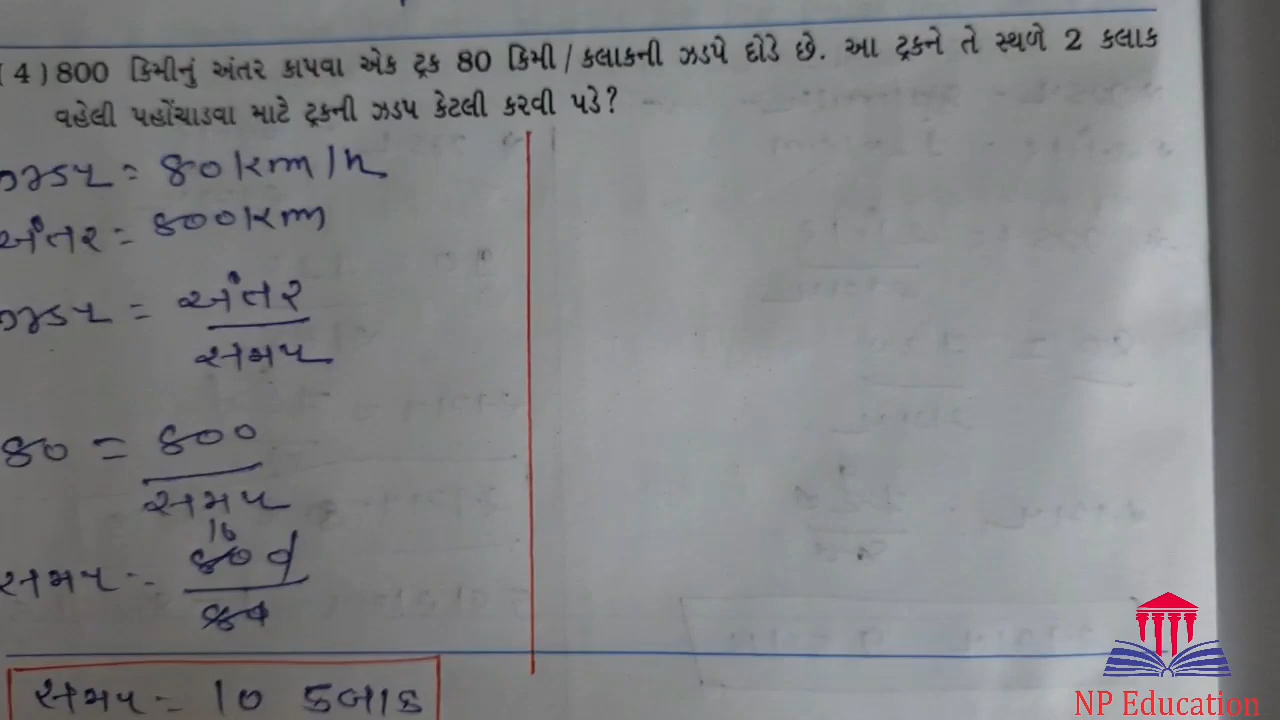 (4) 800 કિમીનું અંતર કાપવા એક ટ્રક 80 કિમી / કલાકની ઝડપે દોડે છે. આ ટ્રકને તે સ્થળે 2 કલાક
વહેલી પહોંચાડવા માટે ટ્રકની ઝડપ કેટલી કરવી પડે?
ઝડપ = 80 km/h
અંતર = 800 km
ઝડપ = અંતર
સમય
80 = 800
સમય
10
સમય = 800
80
સમય = 10 કલાક
NP Education